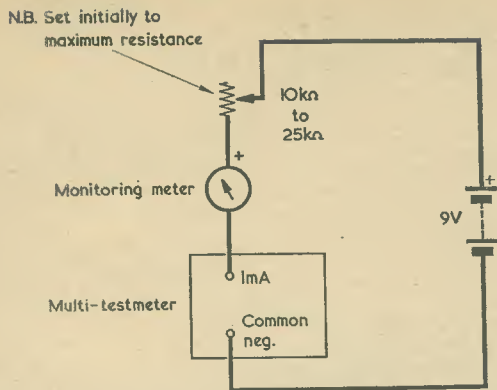 N.B. Set initially to
maximum resistance
10kΩ
to
25kΩ
+
Monitoring meter
+
9V
1mA
Multi-testmeter
Common
neg.